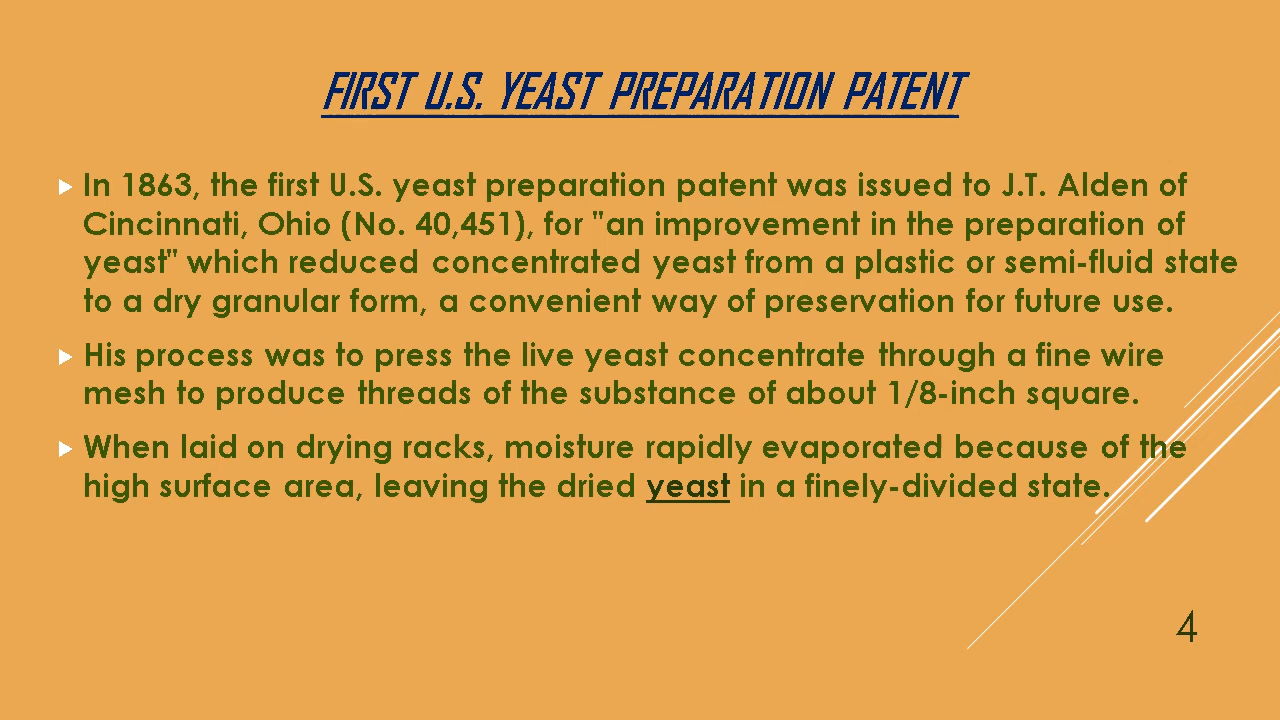 FIRST U.S. YEAST PREPARATION PATENT
In 1863, the first U.S. yeast preparation patent was issued to J.T. Alden of
Cincinnati, Ohio (No. 40,451), for "an improvement in the preparation of
yeast" which reduced concentrated yeast from a plastic or semi-fluid state
to a dry granular form, a convenient way of preservation for future use.
His process was to press the live yeast concentrate through a fine wire
mesh to produce threads of the substance of about 1/8-inch square.
When laid on drying racks, moisture rapidly evaporated because of the
high surface area, leaving the dried yeast in a finely-divided state.
4